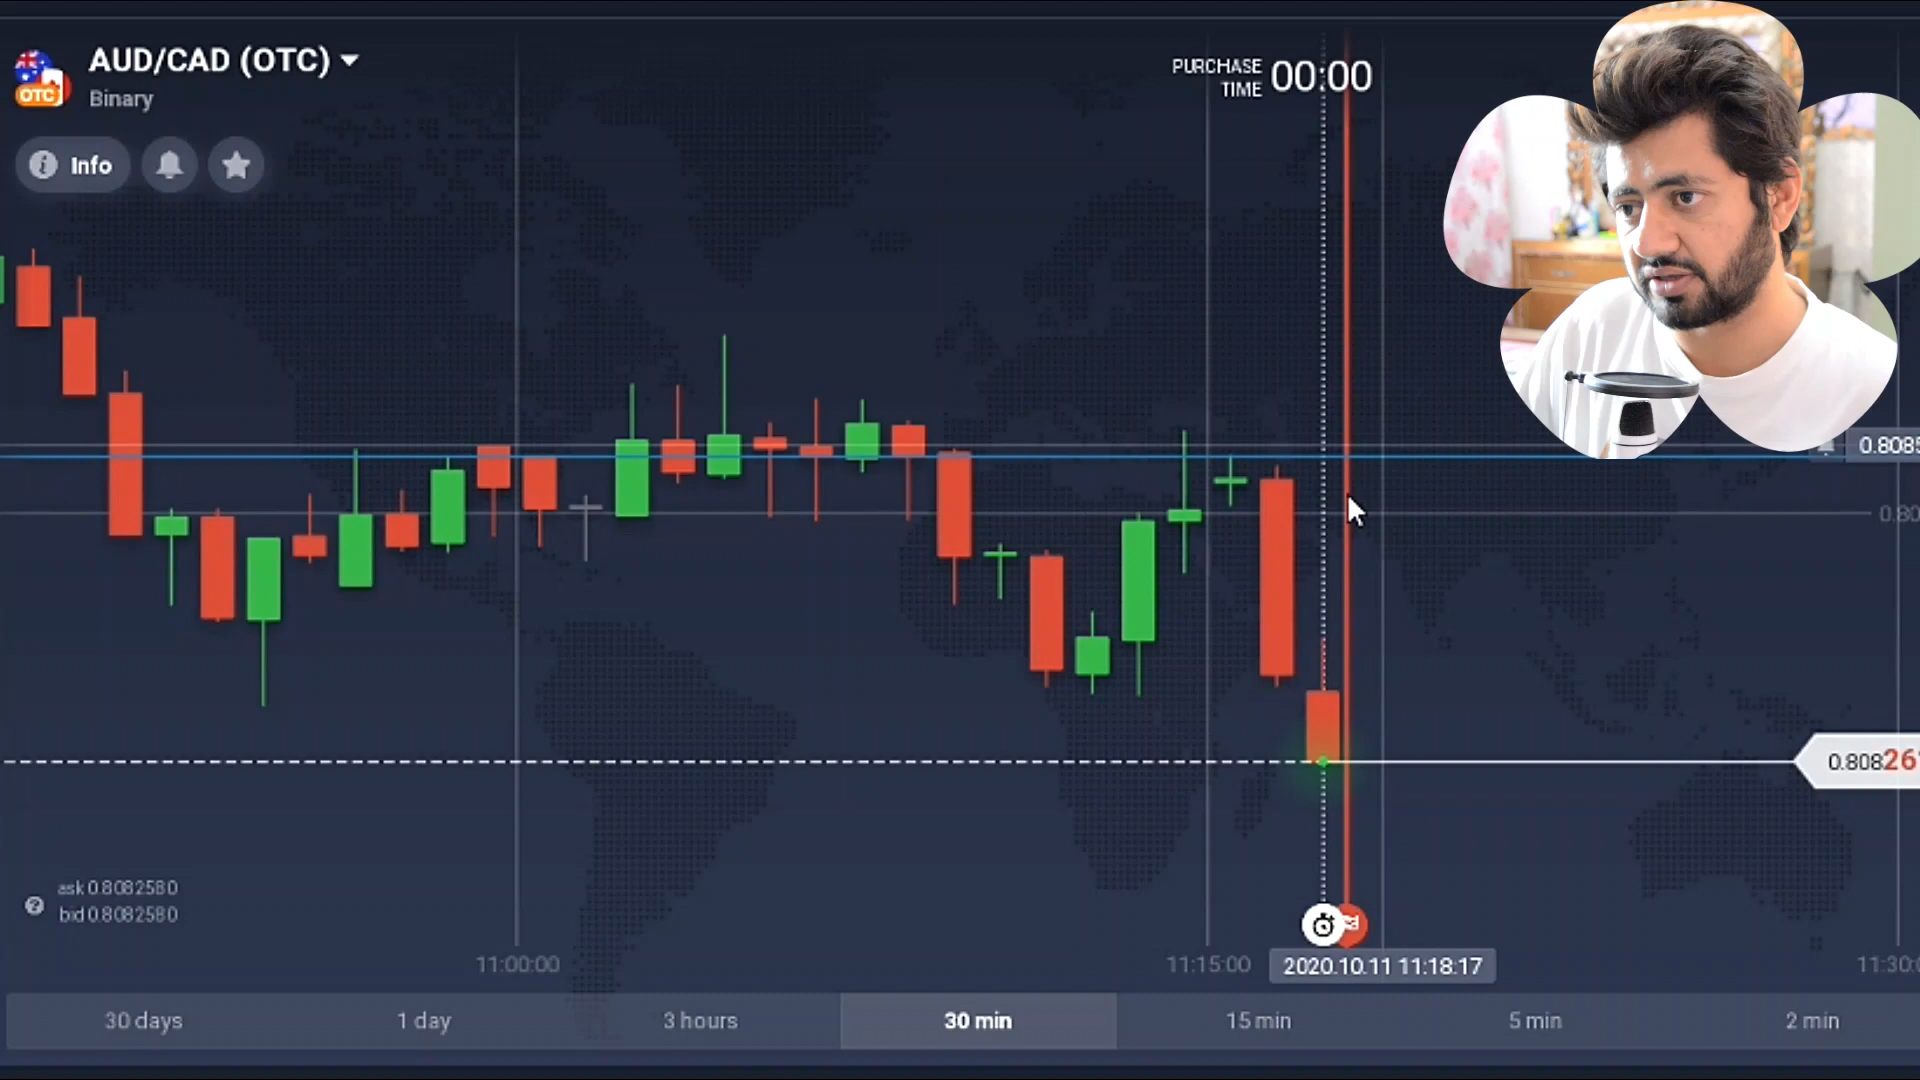 AUD/CAD (OTC)
OTC
Binary
PURCHASE
TIME
00:00
Info
0.8085
0.80
0.80826
ask 0.8082580
bid 0.8082580
11:00:00
11:15:00
2020.10.11 11:18:17
11:30:0
30 days
1 day
3 hours
30 min
15 min
5 min
2 min